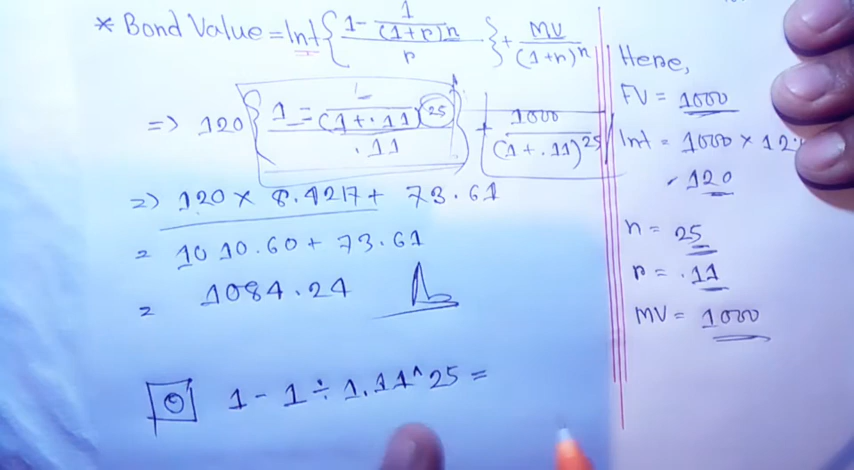 * Bond Value = Int { 1 - 1/(1+r)n / r } + MV/(1+r)^n
=> 120 { 1 - 1/(1+.11)^25 / .11 } + 1000/(1+.11)^25
=> 120 × 8.4217 + 73.61
= 1010.60 + 73.61
= 1084.24
1 - 1 ÷ 1.11^25 =
Here,
FV = 1000
Int = 1000 × 12%
120
n = 25
r = .11
MV = 1000